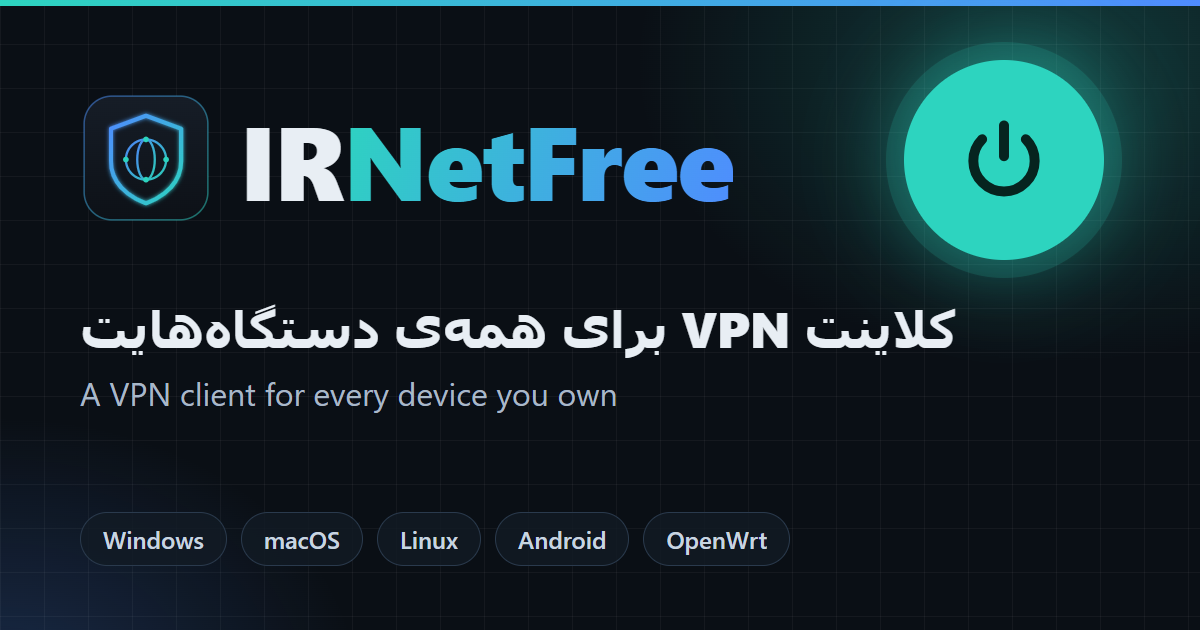 IRNetFree
کلاینت VPN برای همه‌ی دستگاه‌هایت
A VPN client for every device you own
Windows macOS Linux Android OpenWrt